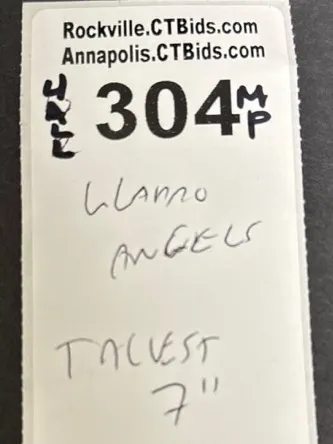 Rockville.CTBids.com
Annapolis.CTBids.com
304 MP
LLADRO
ANGELS
TALLEST
7"